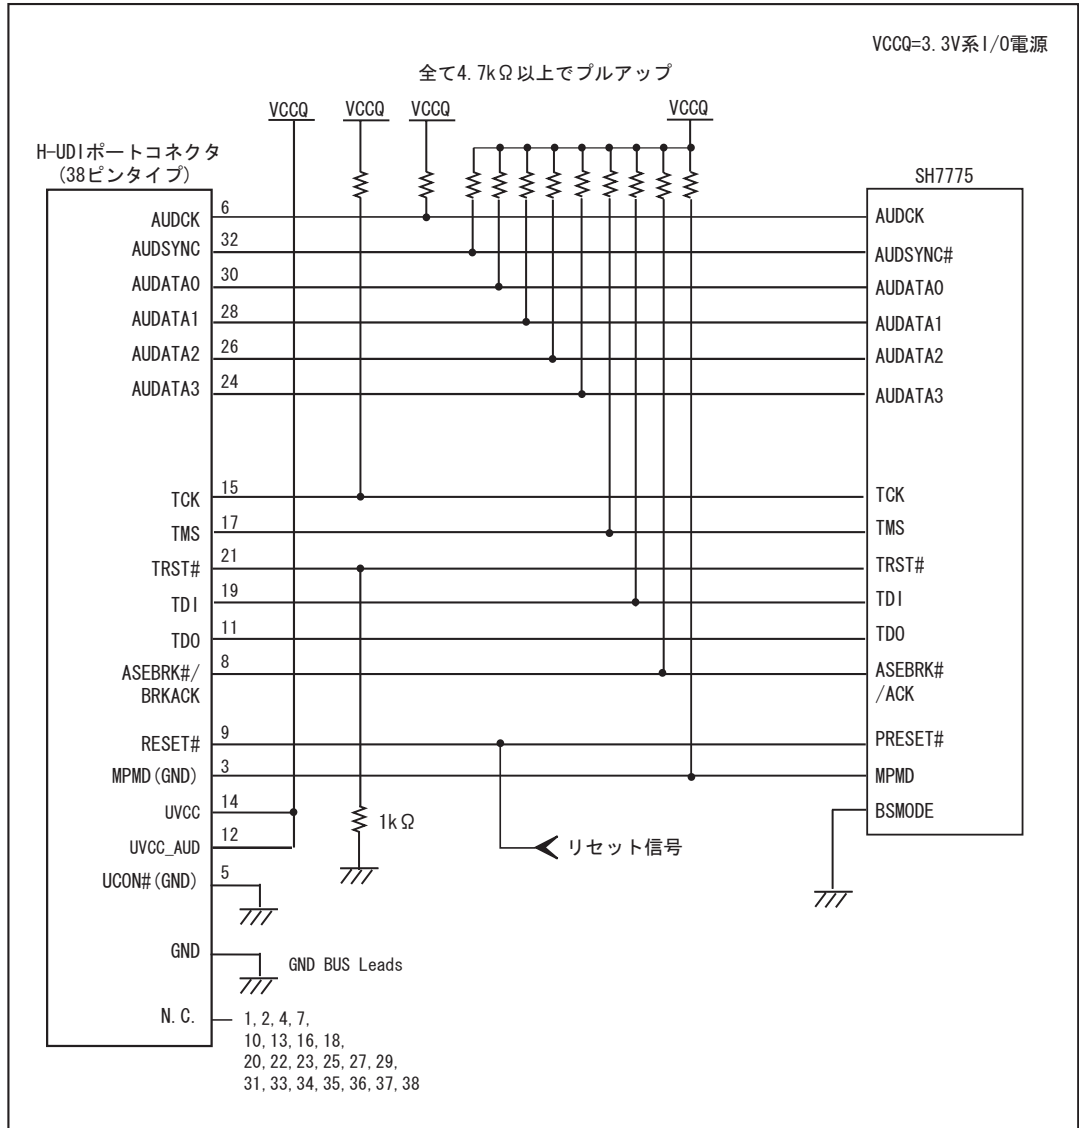 VCCQ=3.3V系I/O電源
全て4.7kΩ以上でプルアップ
VCCQ
VCCQ
VCCQ
VCCQ
H-UDIポートコネクタ
(38ピンタイプ)
SH7775
AUDCK
6
AUDCK
AUDSYNC
32
AUDSYNC#
AUDATA0
30
AUDATA0
AUDATA1
28
AUDATA1
AUDATA2
26
AUDATA2
AUDATA3
24
AUDATA3
TCK
15
TCK
TMS
17
TMS
TRST#
21
TRST#
TDI
19
TDI
TDO
11
TDO
ASEBRK#/
BRKACK
8
ASEBRK#
/ACK
RESET#
9
PRESET#
MPMD(GND)
3
MPMD
UVCC
14
BSMODE
1kΩ
UVCC_AUD
12
リセット信号
UCON#(GND)
5
GND
GND BUS Leads
N.C.
1,2,4,7,
10,13,16,18,
20,22,23,25,27,29,
31,33,34,35,36,37,38